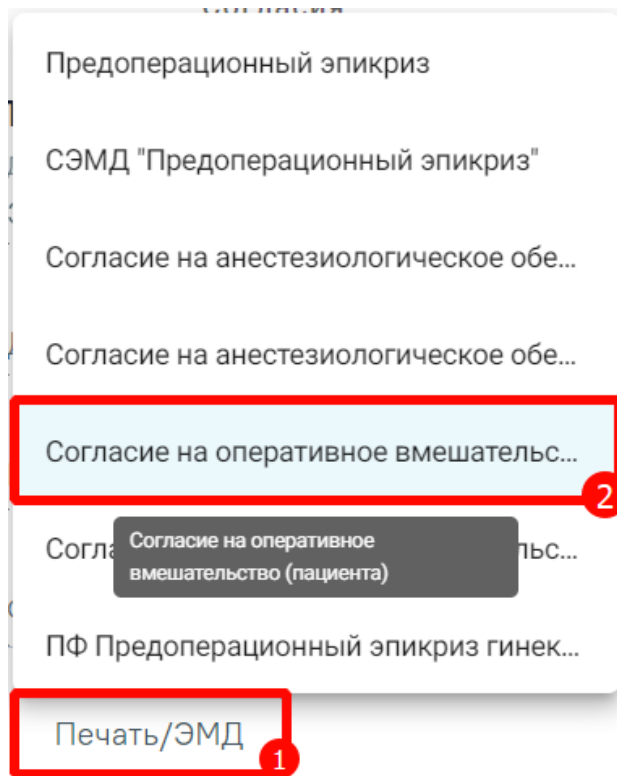 Предоперационный эпикриз
СЭМД "Предоперационный эпикриз"
Согласие на анестезиологическое обе...
Согласие на анестезиологическое обе...
Согласие на оперативное вмешательс...
2
Согласие на оперативное
вмешательство (пациента)
ПФ Предоперационный эпикриз гинек...
Печать/ЭМД
1